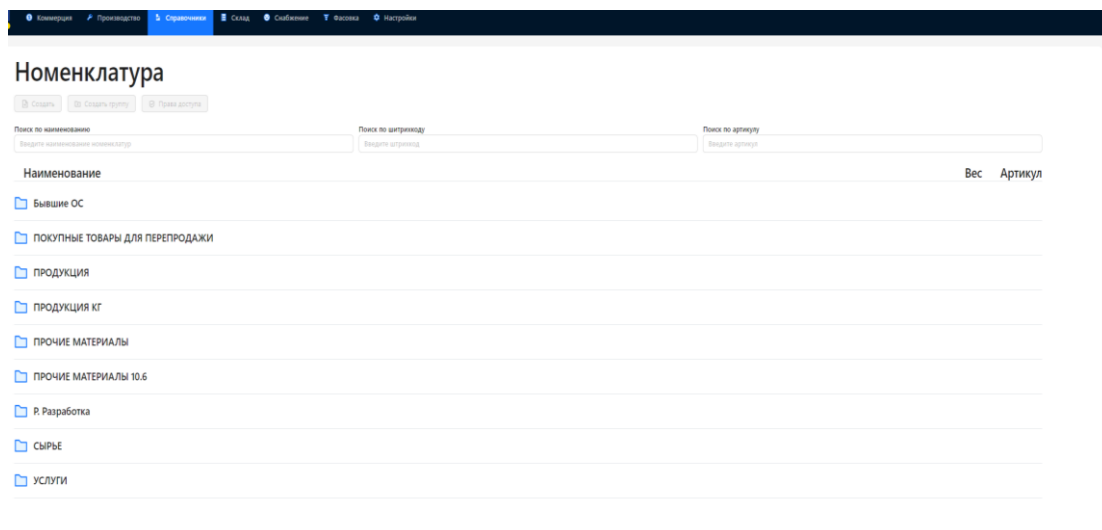 Коммерция Производство Справочники Склад Снабжение Фасовка Настройки
Номенклатура
Создать Создать группу Права доступа
Поиск по наименованию Поиск по штрихкоду Поиск по артикулу
Введите наименование номенклатур Введите штрихкод Введите артикул
Наименование Вес Артикул
Бывшие ОС
ПОКУПНЫЕ ТОВАРЫ ДЛЯ ПЕРЕПРОДАЖИ
ПРОДУКЦИЯ
ПРОДУКЦИЯ КГ
ПРОЧИЕ МАТЕРИАЛЫ
ПРОЧИЕ МАТЕРИАЛЫ 10.6
Р. Разработка
СЫРЬЕ
УСЛУГИ